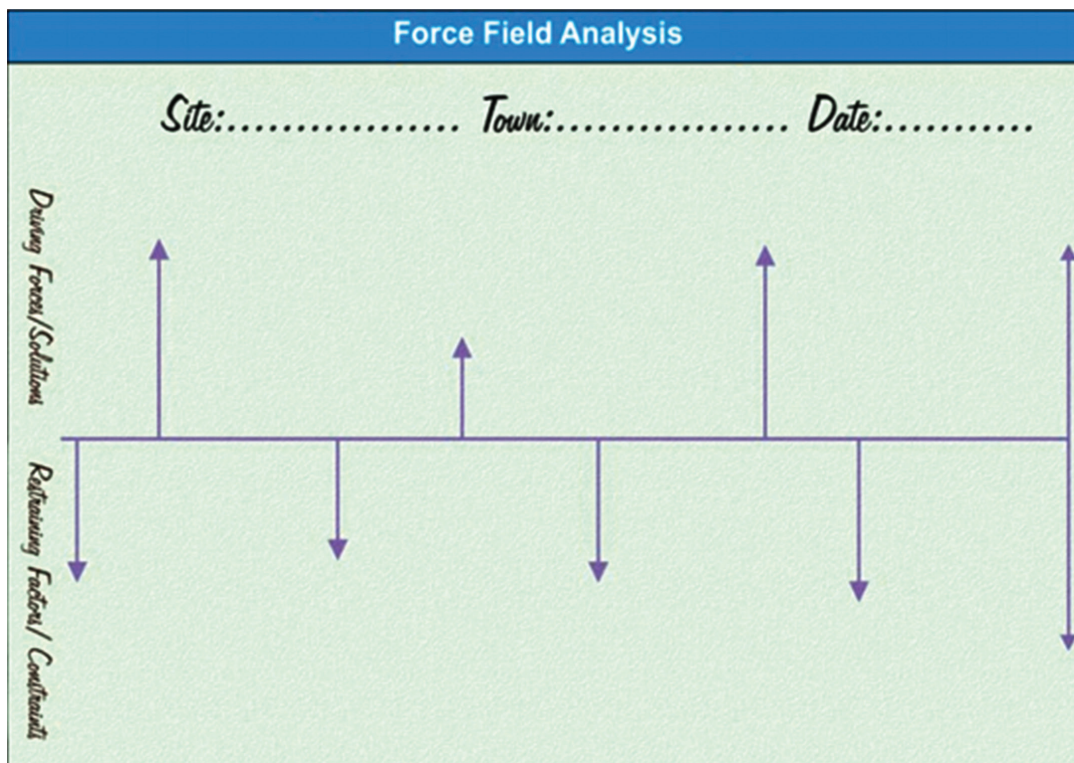 Force Field Analysis
Site:.................. Town:.................. Date:...........
Driving Forces/Solutions
Restraining Factors/ Constraints